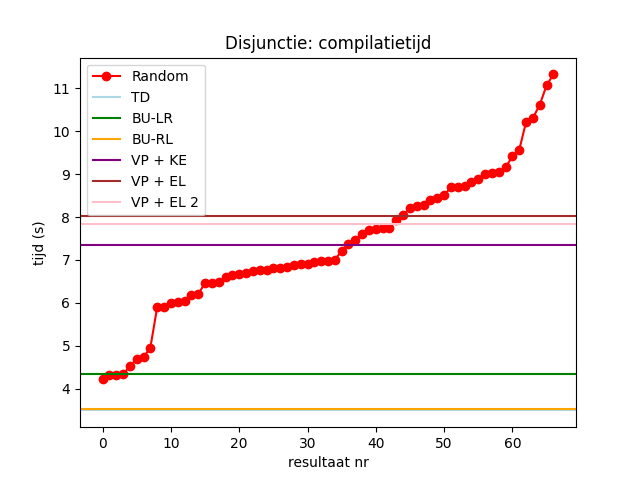 Disjunctie: compilatietijd
Random
TD
BU-LR
BU-RL
VP + KE
VP + EL
VP + EL 2
tijd (s)
11
10
9
8
7
6
5
4
0
10
20
30
40
50
60
resultaat nr